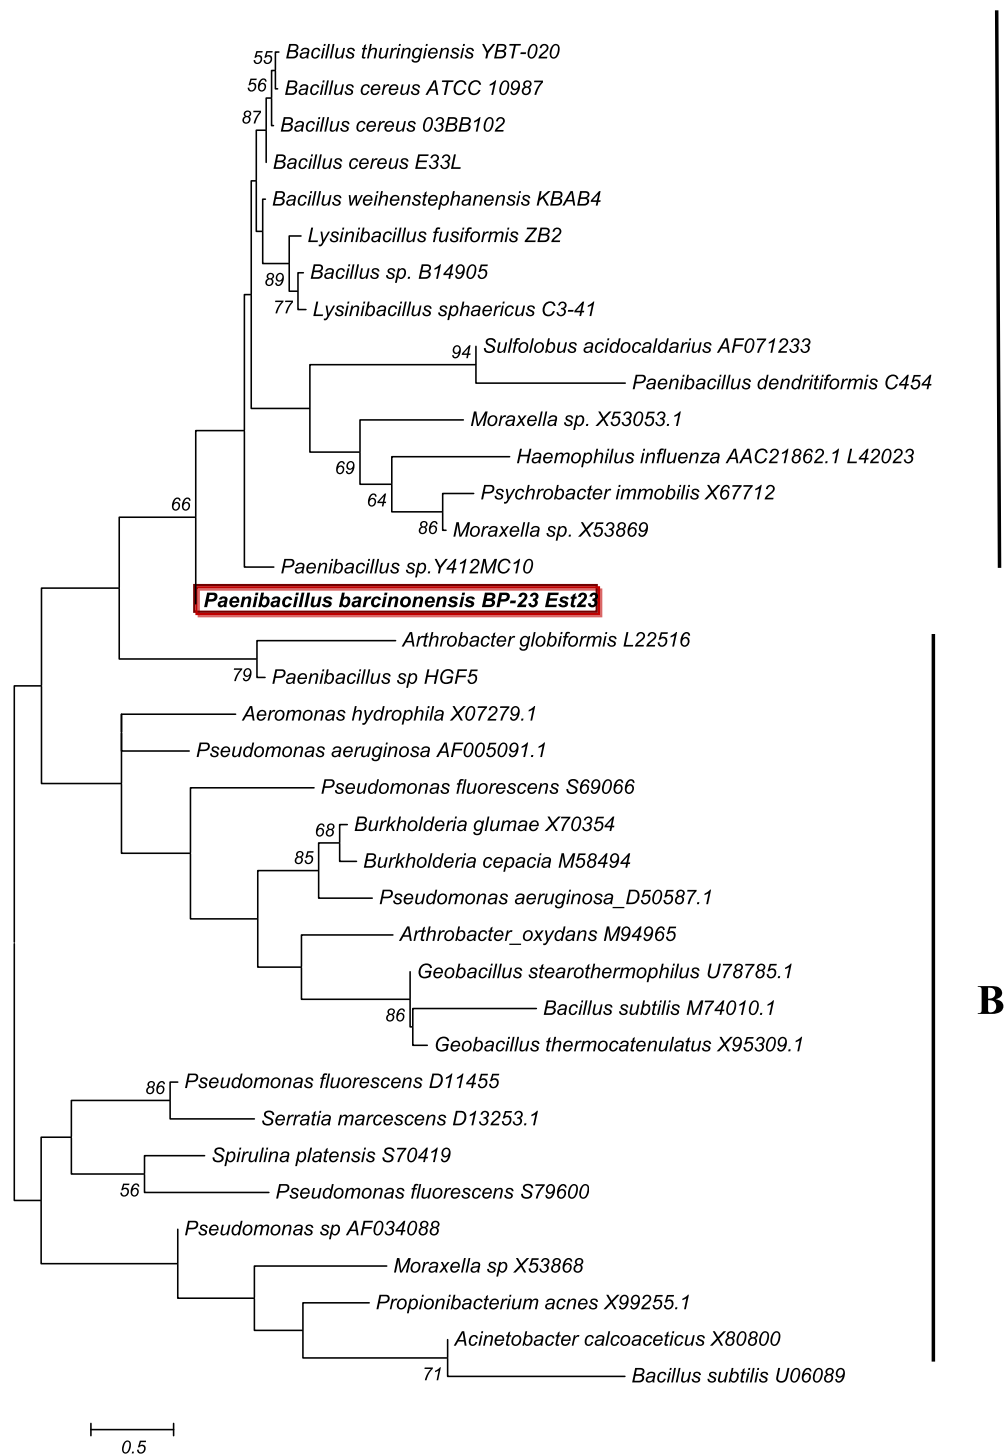 55
Bacillus thuringiensis YBT-020
56
Bacillus cereus ATCC 10987
87
Bacillus cereus 03BB102
Bacillus cereus E33L
Bacillus weihenstephanensis KBAB4
Lysinibacillus fusiformis ZB2
89
Bacillus sp. B14905
77
Lysinibacillus sphaericus C3-41
94
Sulfolobus acidocaldarius AF071233
Paenibacillus dendritiformis C454
Moraxella sp. X53053.1
69
Haemophilus influenza AAC21862.1 L42023
64
Psychrobacter immobilis X67712
86
Moraxella sp. X53869
66
Paenibacillus sp.Y412MC10
Paenibacillus barcinonensis BP-23 Est23
Arthrobacter globiformis L22516
79
Paenibacillus sp HGF5
Aeromonas hydrophila X07279.1
Pseudomonas aeruginosa AF005091.1
Pseudomonas fluorescens S69066
68
Burkholderia glumae X70354
85
Burkholderia cepacia M58494
Pseudomonas aeruginosa_D50587.1
Arthrobacter_oxydans M94965
Geobacillus stearothermophilus U78785.1
86
Bacillus subtilis M74010.1
B
Geobacillus thermocatenulatus X95309.1
86
Pseudomonas fluorescens D11455
Serratia marcescens D13253.1
Spirulina platensis S70419
56
Pseudomonas fluorescens S79600
Pseudomonas sp AF034088
Moraxella sp X53868
Propionibacterium acnes X99255.1
Acinetobacter calcoaceticus X80800
71
Bacillus subtilis U06089
0.5